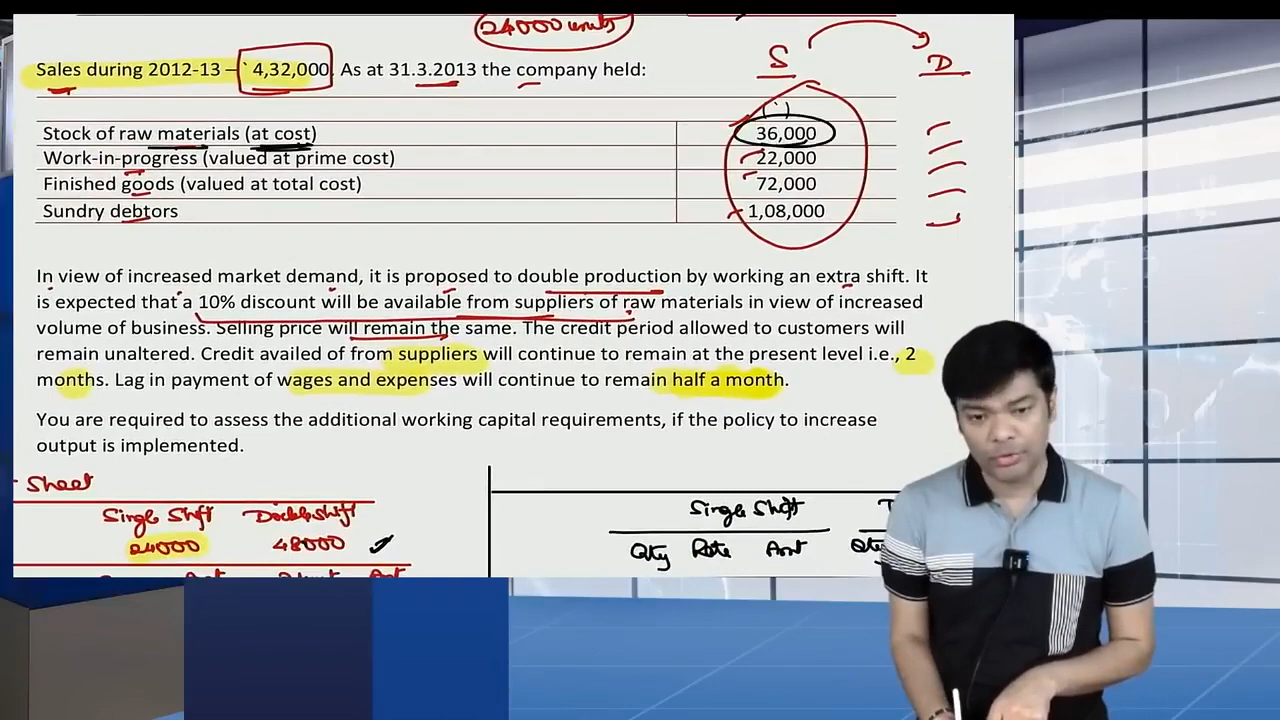 24000 units
Sales during 2012-13 – ` 4,32,000. As at 31.3.2013 the company held:
S D
(`)
Stock of raw materials (at cost) 36,000
Work-in-progress (valued at prime cost) 22,000
Finished goods (valued at total cost) 72,000
Sundry debtors 1,08,000
In view of increased market demand, it is proposed to double production by working an extra shift. It
is expected that a 10% discount will be available from suppliers of raw materials in view of increased
volume of business. Selling price will remain the same. The credit period allowed to customers will
remain unaltered. Credit availed of from suppliers will continue to remain at the present level i.e., 2
months. Lag in payment of wages and expenses will continue to remain half a month.
You are required to assess the additional working capital requirements, if the policy to increase
output is implemented.
Sheet
Single Shift Double shift
24000 48000
Single Shift
Qty Rate Amt Qty